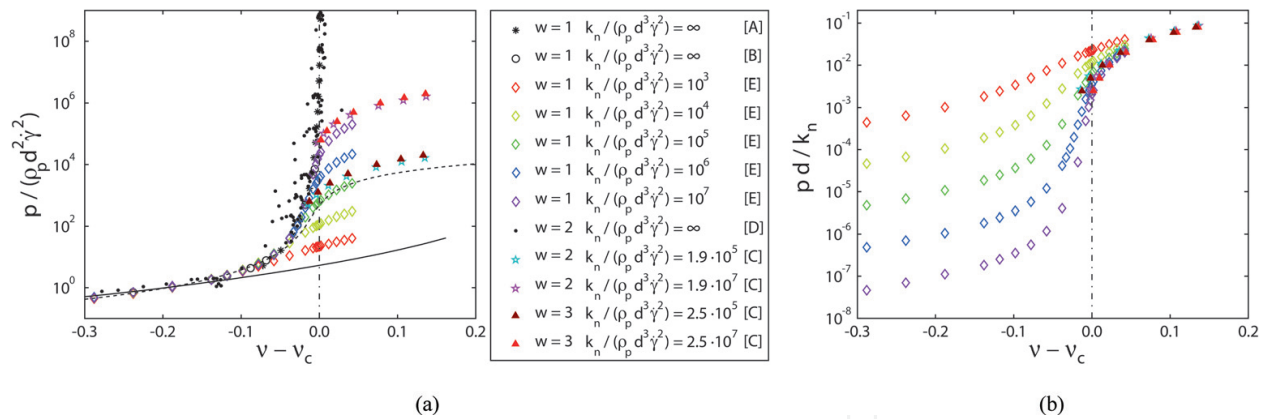 10^8
10^6
10^4
10^2
10^0
p / (ρ_p d^2 γ̇^2)
-0.3 -0.2 -0.1 0.0 0.1 0.2
ν – ν_c
w = 1 k_n / (ρ_p d^3 γ̇^2) = ∞ [A]
w = 1 k_n / (ρ_p d^3 γ̇^2) = ∞ [B]
w = 1 k_n / (ρ_p d^3 γ̇^2) = 10^3 [E]
w = 1 k_n / (ρ_p d^3 γ̇^2) = 10^4 [E]
w = 1 k_n / (ρ_p d^3 γ̇^2) = 10^5 [E]
w = 1 k_n / (ρ_p d^3 γ̇^2) = 10^6 [E]
w = 1 k_n / (ρ_p d^3 γ̇^2) = 10^7 [E]
w = 2 k_n / (ρ_p d^3 γ̇^2) = ∞ [D]
w = 2 k_n / (ρ_p d^3 γ̇^2) = 1.9·10^5 [C]
w = 2 k_n / (ρ_p d^3 γ̇^2) = 1.9·10^7 [C]
w = 3 k_n / (ρ_p d^3 γ̇^2) = 2.5·10^5 [C]
w = 3 k_n / (ρ_p d^3 γ̇^2) = 2.5·10^7 [C]
10^-1
10^-2
10^-3
10^-4
10^-5
10^-6
10^-7
10^-8
p d / k_n
-0.3 -0.2 -0.1 0.0 0.1 0.2
ν – ν_c
(a)
(b)